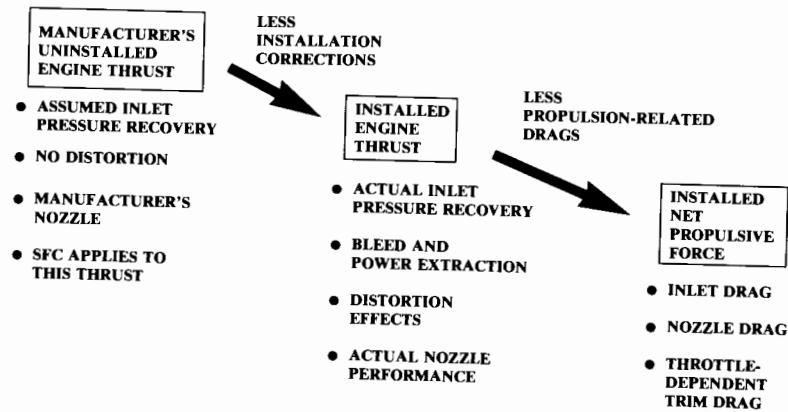 MANUFACTURER'S
UNINSTALLED
ENGINE THRUST
● ASSUMED INLET
PRESSURE RECOVERY
● NO DISTORTION
● MANUFACTURER'S
NOZZLE
● SFC APPLIES TO
THIS THRUST
LESS
INSTALLATION
CORRECTIONS
INSTALLED
ENGINE
THRUST
● ACTUAL INLET
PRESSURE RECOVERY
● BLEED AND
POWER EXTRACTION
● DISTORTION
EFFECTS
● ACTUAL NOZZLE
PERFORMANCE
LESS
PROPULSION-RELATED
DRAGS
INSTALLED
NET
PROPULSIVE
FORCE
● INLET DRAG
● NOZZLE DRAG
● THROTTLE-
DEPENDENT
TRIM DRAG